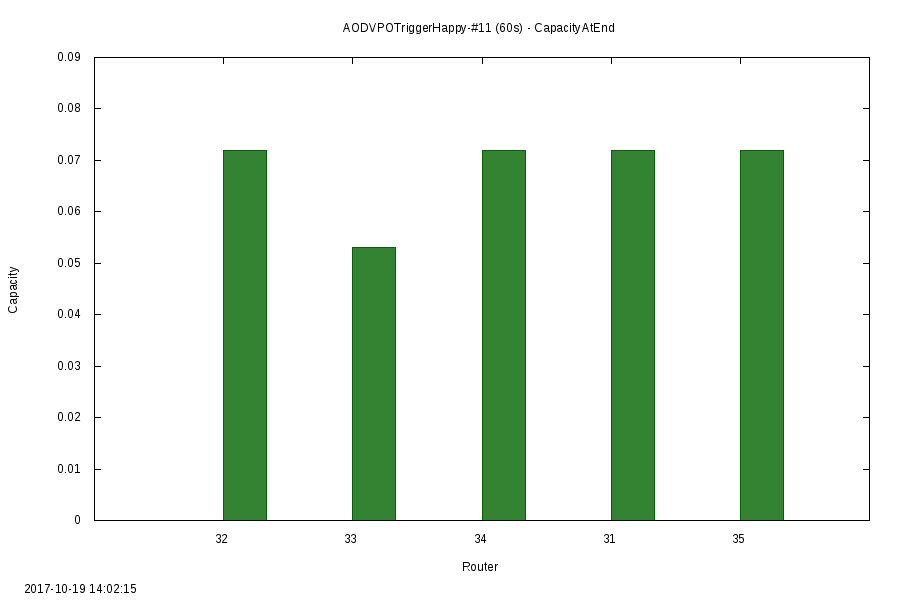 AODVPOTriggerHappy-#11 (60s) - CapacityAtEnd
0.09
0.08
0.07
0.06
0.05
0.04
0.03
0.02
0.01
0
Capacity
32 33 34 31 35
Router
2017-10-19 14:02:15